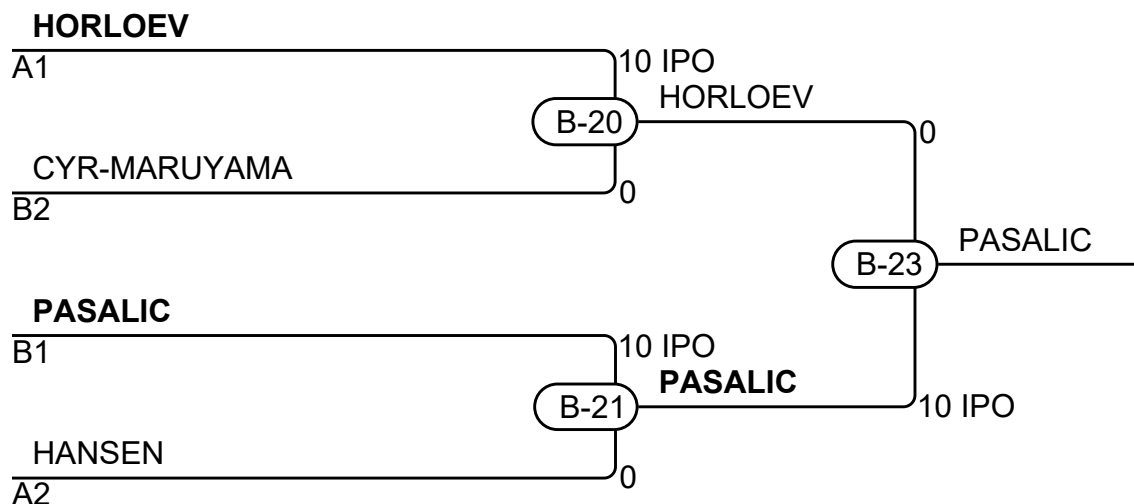 HORLOEV
A1
10 IPO
HORLOEV
B-20
0
CYR-MARUYAMA
0
B2
PASALIC
B-23
PASALIC
B1
10 IPO
PASALIC
B-21
10 IPO
HANSEN
0
A2